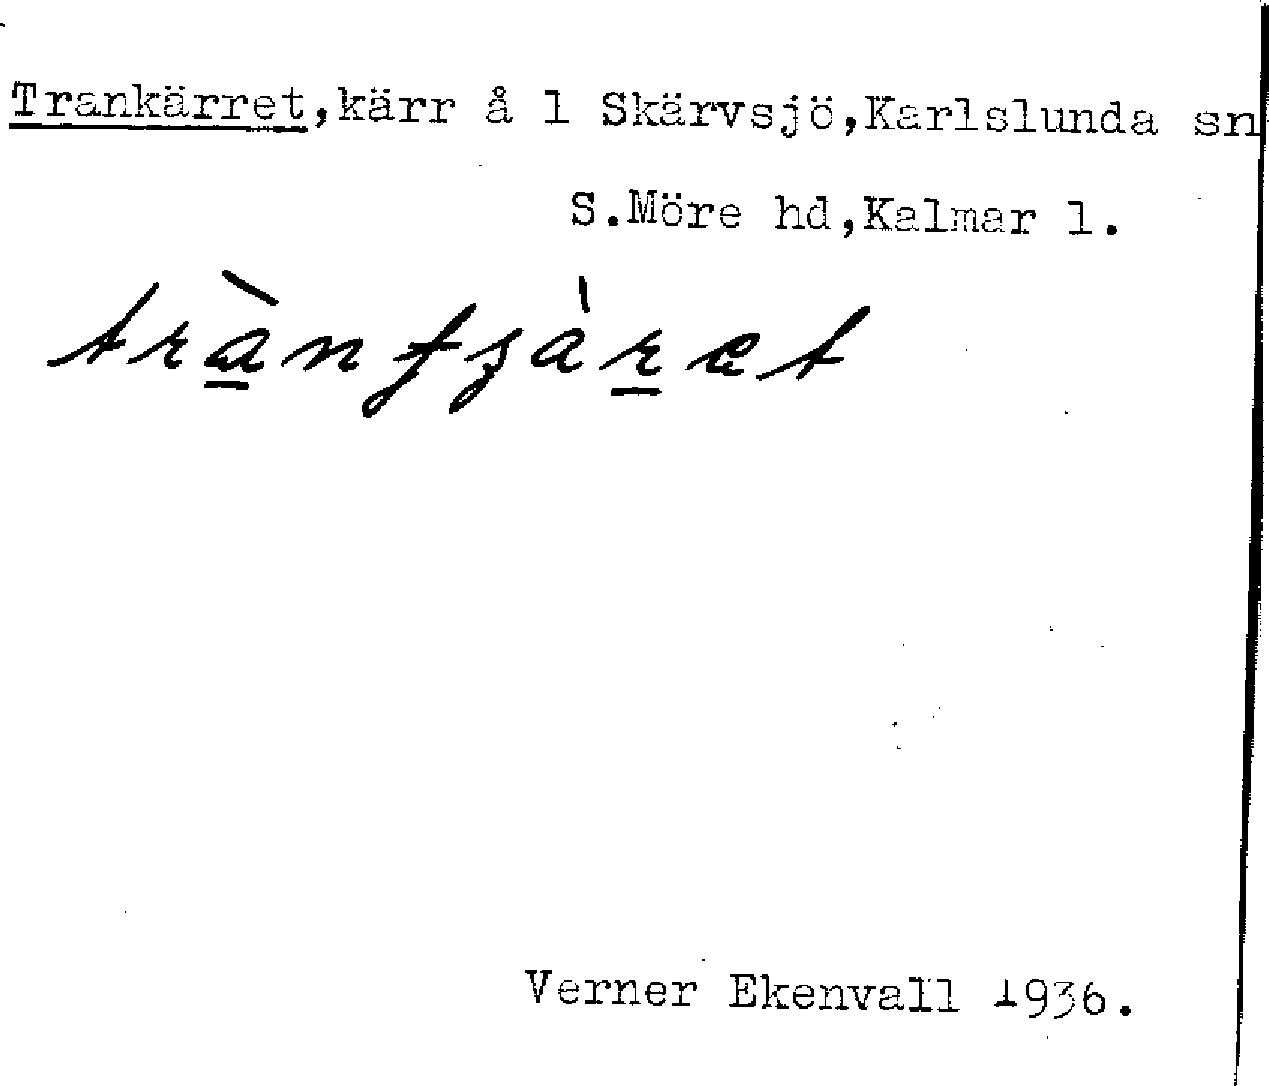 Trankärret,kärr å 1 Skärvsjö,Karlslunda sn
S.Möre hd,Kalmar l.
Verner Ekenvall 1936.